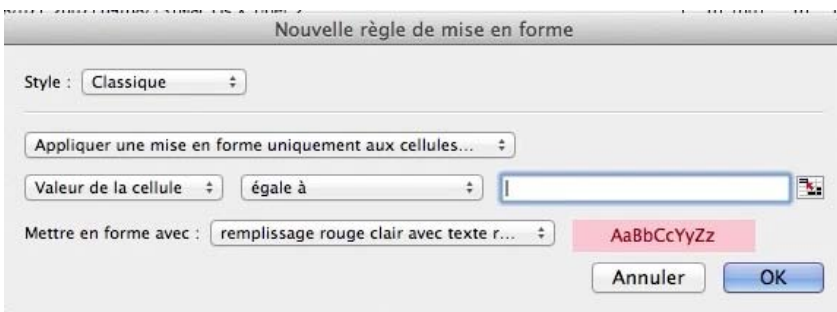 Nouvelle règle de mise en forme
Style : Classique
Appliquer une mise en forme uniquement aux cellules...
Valeur de la cellule égale à
Mettre en forme avec : remplissage rouge clair avec texte r... AaBbCcYyZz
Annuler OK